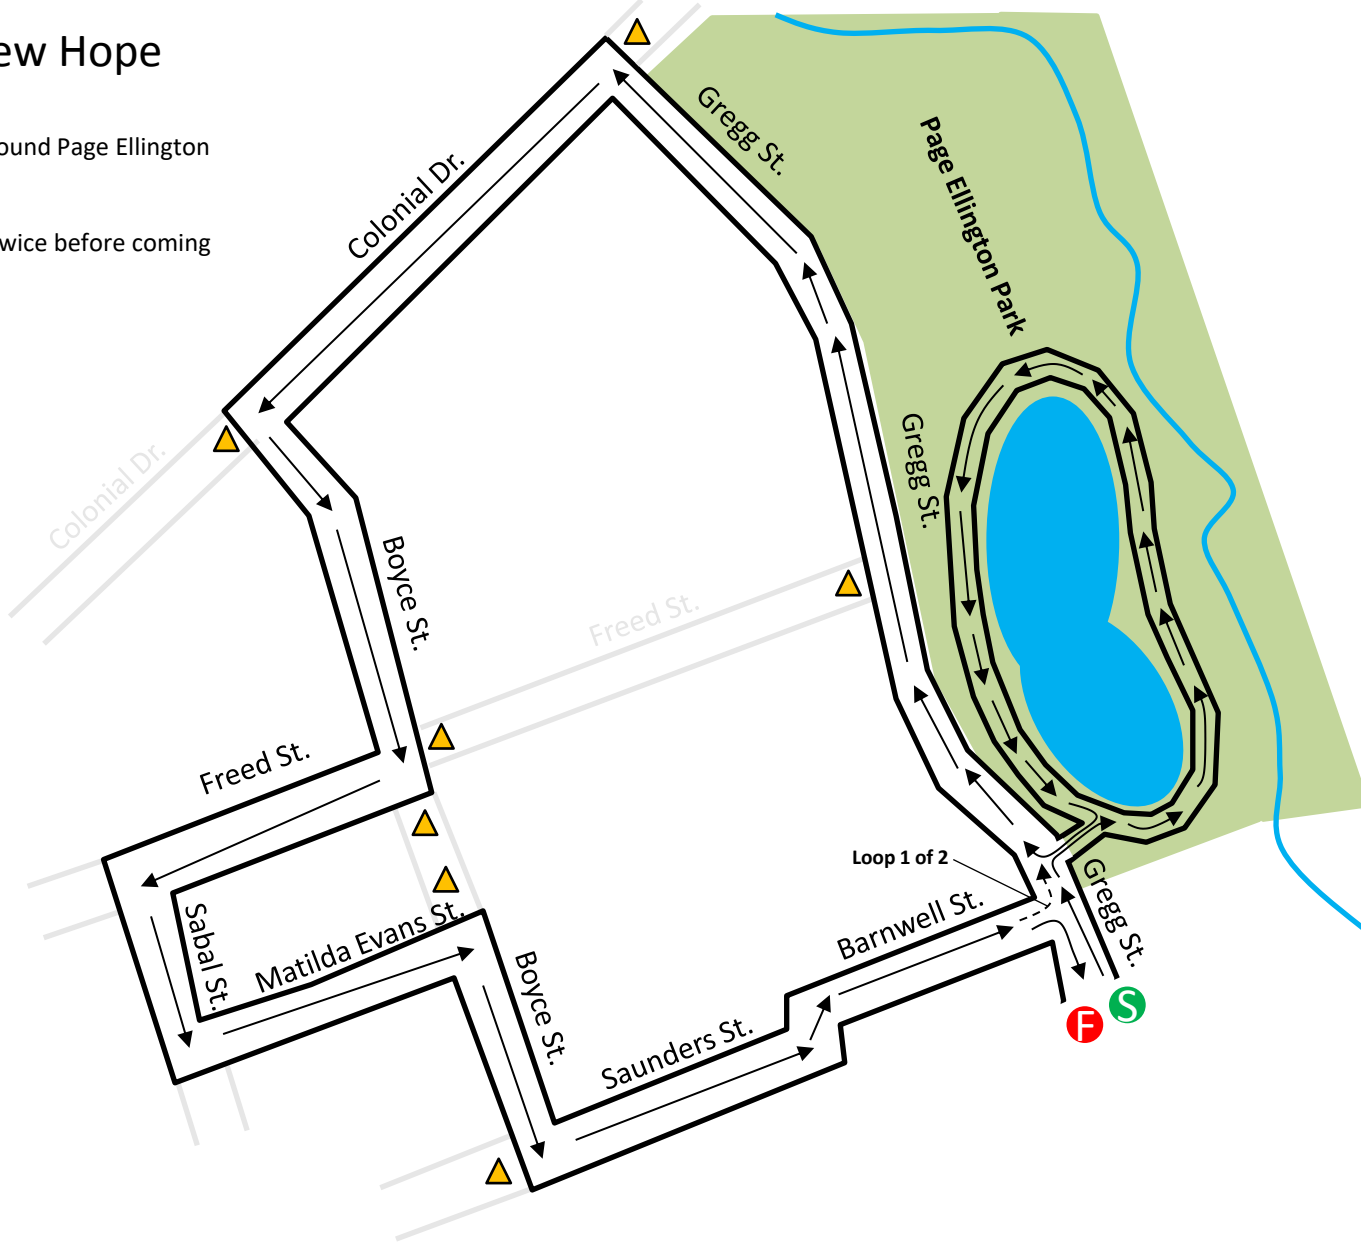 ew Hope
ound Page Ellington
wice before coming
Gregg St.
Page Ellington Park
Colonial Dr.
Colonial Dr.
Gregg St.
Boyce St.
Freed St.
Freed St.
Loop 1 of 2
Gregg St.
Sabal St.
Matilda Evans St.
Barnwell St.
Boyce St.
Saunders St.
S
F